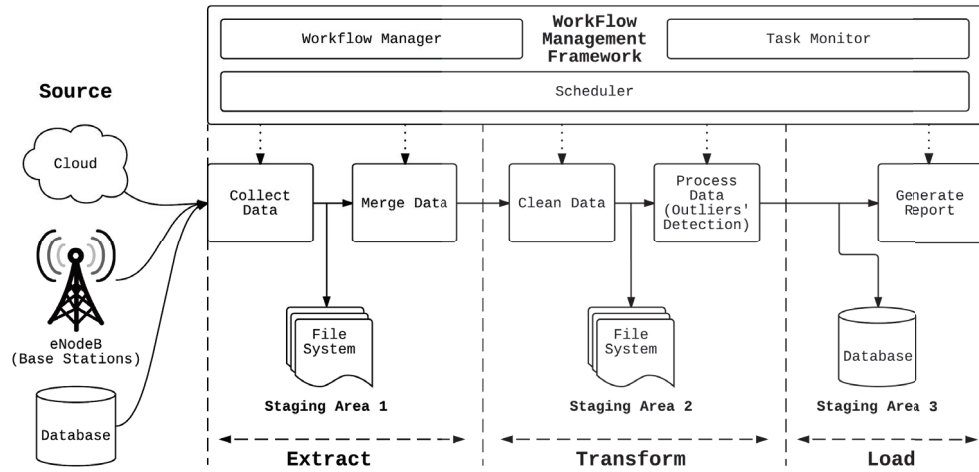 WorkFlow
Management
Framework
Workflow Manager
Task Monitor
Scheduler
Source
Cloud
eNodeB
(Base Stations)
Database
Collect
Data
Merge Data
Clean Data
Process
Data
(Outliers'
Detection)
Generate
Report
File
System
File
System
Database
Staging Area 1
Staging Area 2
Staging Area 3
Extract
Transform
Load